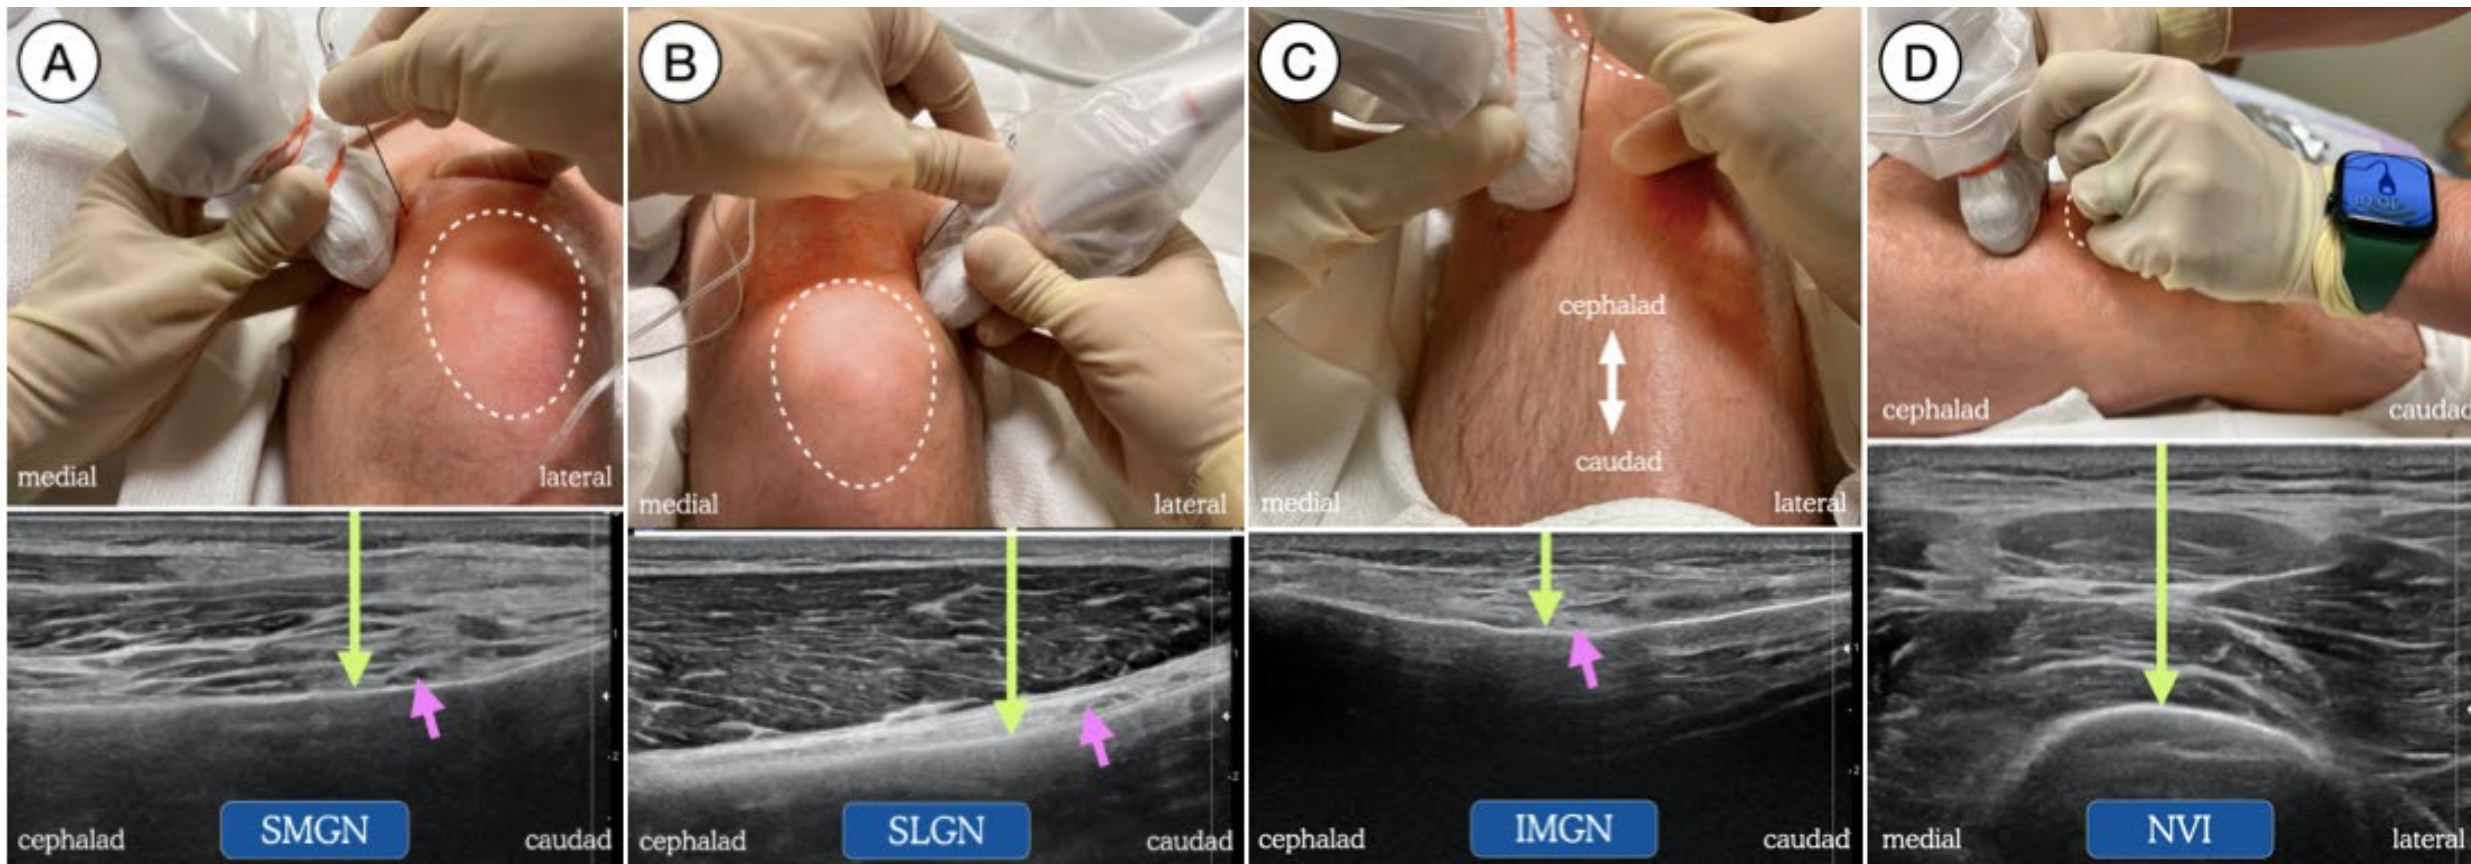 A
medial
lateral
cephalad
SMGN
caudad
B
medial
lateral
cephalad
SLGN
caudad
C
cephalad
caudad
medial
lateral
cephalad
IMGN
caudad
D
cephalad
caudad
medial
NVI
lateral